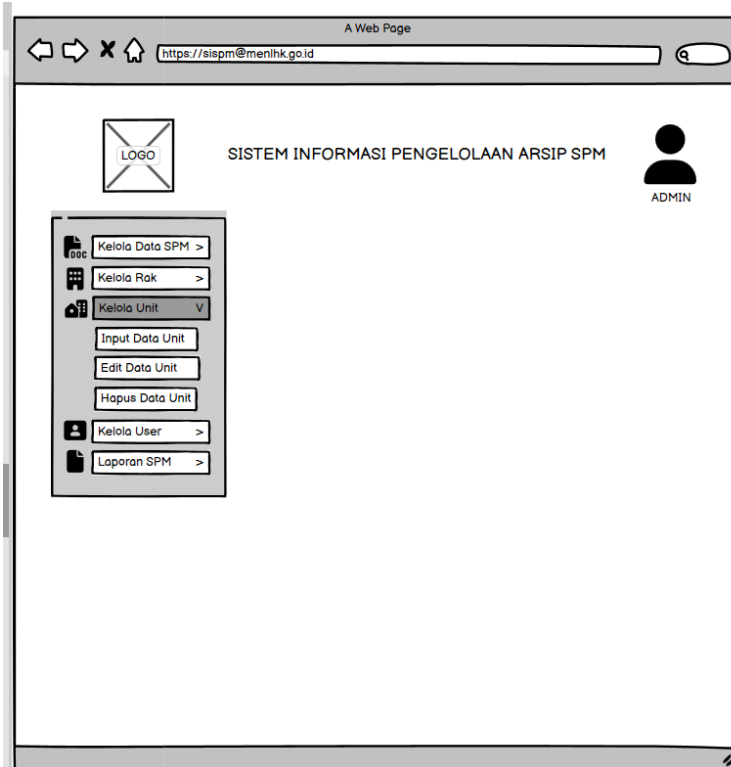 A Web Page
https://sispm@menlhk.go.id
LOGO
SISTEM INFORMASI PENGELOLAAN ARSIP SPM
ADMIN
DOC
Kelola Data SPM >
Kelola Rak >
Kelola Unit V
Input Data Unit
Edit Data Unit
Hapus Data Unit
Kelola User >
Laporan SPM >